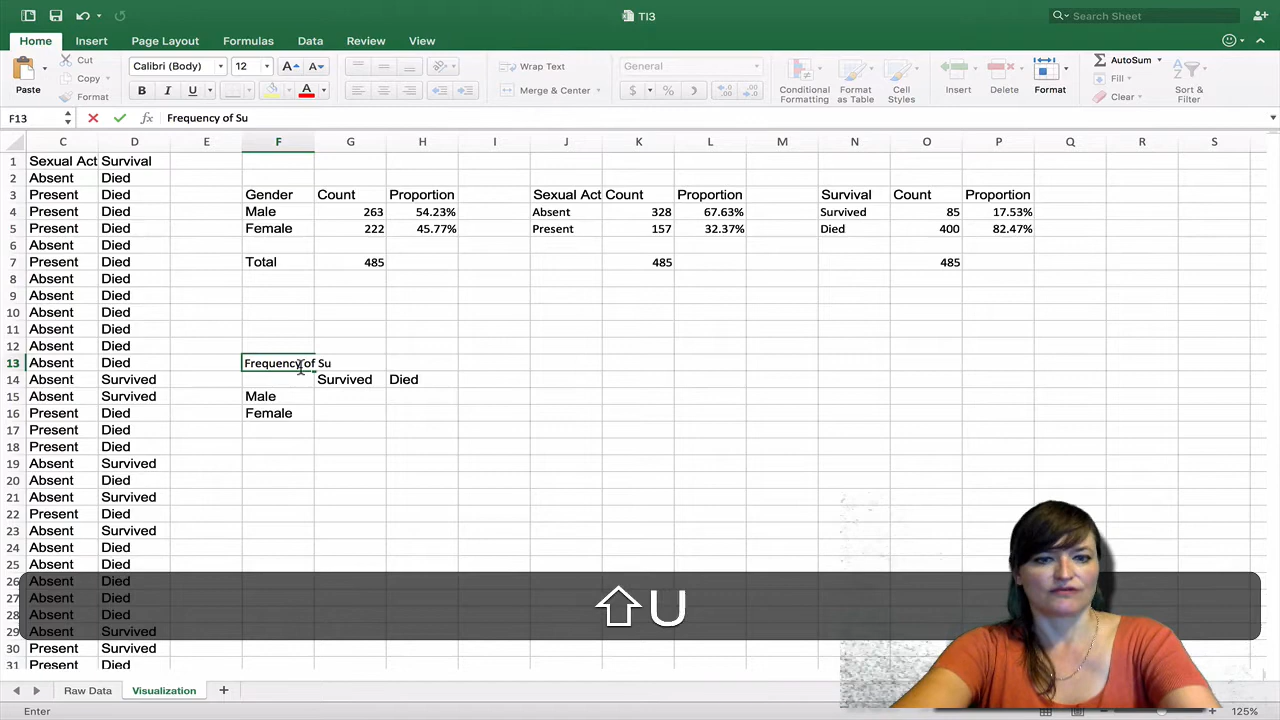 TI3
Search Sheet
Home Insert Page Layout Formulas Data Review View
Cut
Calibri (Body) 12 A A
Wrap Text
General
AutoSum
Copy
Fill
Paste
Format
B I U
A
Merge & Center
$ %
Conditional Formatting
Format as Table
Cell Styles
Insert
Delete
Format
Clear
Sort & Filter
F13 fx Frequency of Su
C D E F G H I J K L M N O P Q R S
1 Sexual Act Survival
2 Absent Died
3 Present Died Gender Count Proportion Sexual Act Count Proportion Survival Count Proportion
4 Present Died Male 263 54.23% Absent 328 67.63% Survived 85 17.53%
5 Present Died Female 222 45.77% Present 157 32.37% Died 400 82.47%
6 Absent Died
7 Present Died Total 485 485 485
8 Absent Died
9 Absent Died
10 Absent Died
11 Absent Died
12 Absent Died
13 Absent Died Frequency of Su
14 Absent Survived Survived Died
15 Absent Survived Male
16 Present Died Female
17 Present Died
18 Present Died
19 Absent Survived
20 Absent Died
21 Absent Survived
22 Present Died
23 Absent Survived
24 Absent Died
25 Absent Died
26 Absent Died
27 Absent Died
28 Absent Died
29 Absent Survived
30 Present Survived
31 Present Died
⇧U
Raw Data Visualization +
Enter
125%